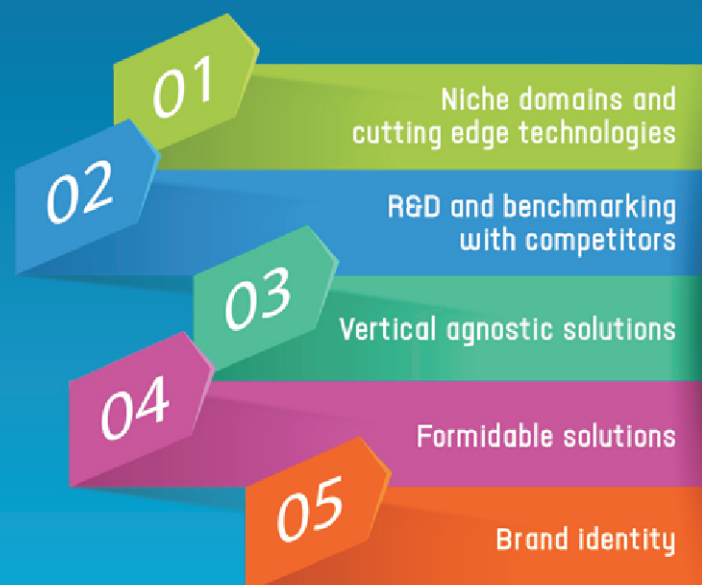 01
Niche domains and
cutting edge technologies
02
R&D and benchmarking
with competitors
03
Vertical agnostic solutions
04
Formidable solutions
05
Brand identity